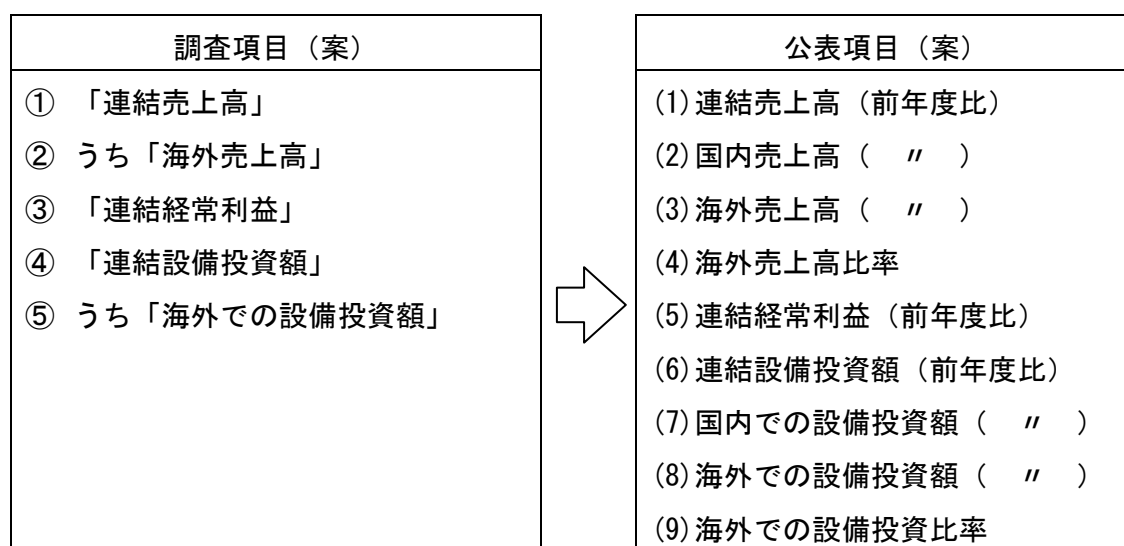 調査項目（案）
① 「連結売上高」
② うち「海外売上高」
③ 「連結経常利益」
④ 「連結設備投資額」
⑤ うち「海外での設備投資額」
公表項目（案）
(1)連結売上高（前年度比）
(2)国内売上高（　〃　）
(3)海外売上高（　〃　）
(4)海外売上高比率
(5)連結経常利益（前年度比）
(6)連結設備投資額（前年度比）
(7)国内での設備投資額（　〃　）
(8)海外での設備投資額（　〃　）
(9)海外での設備投資比率